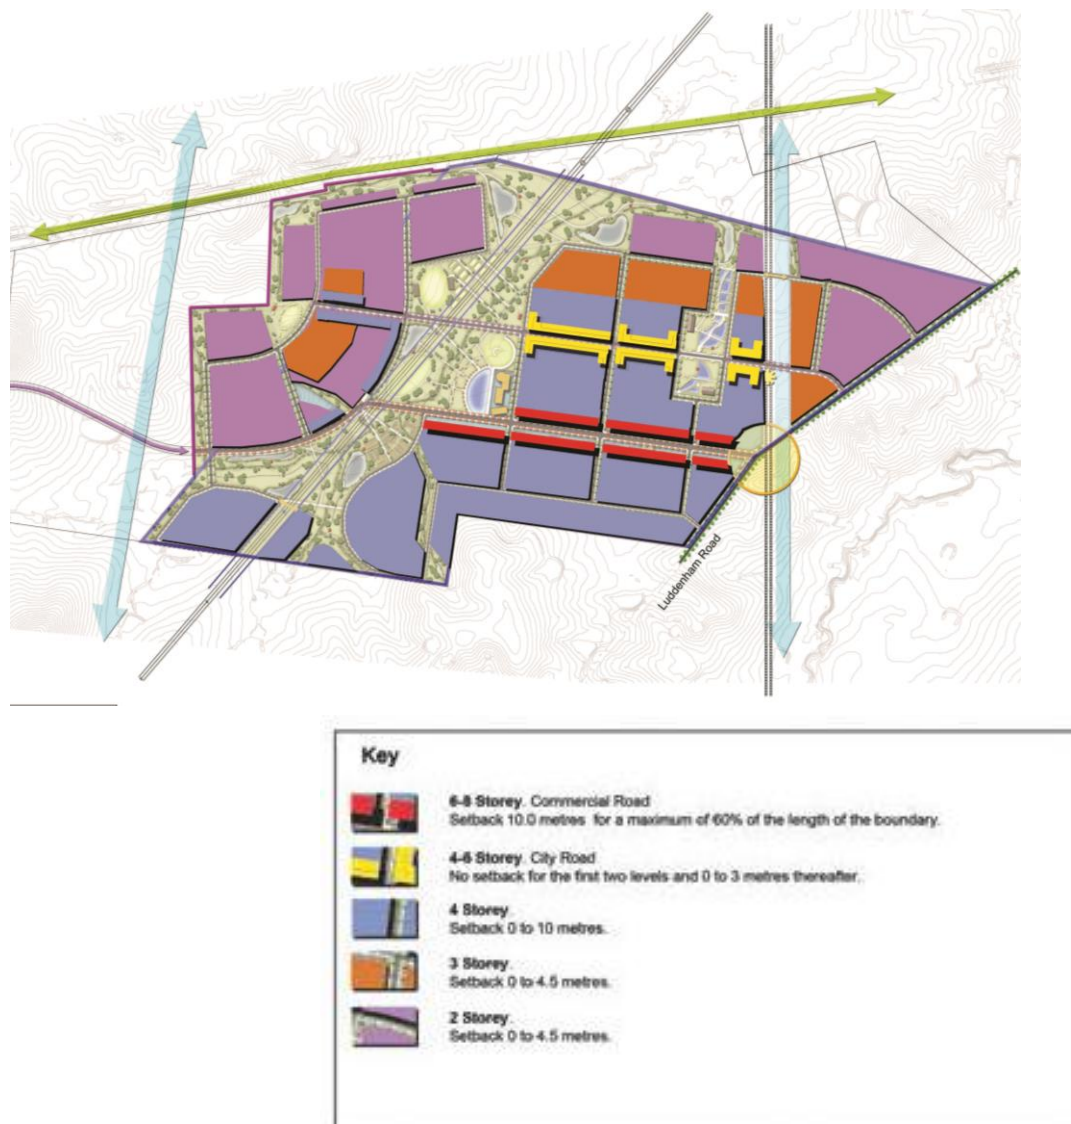 Luddenham Road
Key
6-8 Storey. Commercial Road
Setback 10.0 metres for a maximum of 60% of the length of the boundary.
4-6 Storey. City Road
No setback for the first two levels and 0 to 3 metres thereafter.
4 Storey.
Setback 0 to 10 metres.
3 Storey.
Setback 0 to 4.5 metres.
2 Storey.
Setback 0 to 4.5 metres.